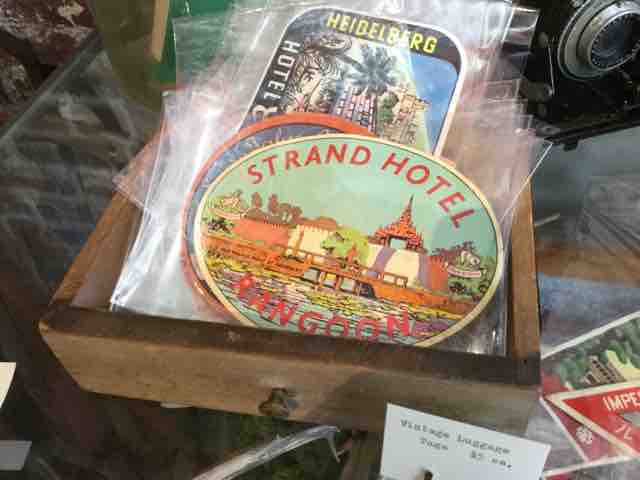 HEIDELBERG
HOTEL
STRAND HOTEL
RANGOON
Vintage Luggage
Tags $5 ea.
IMPE